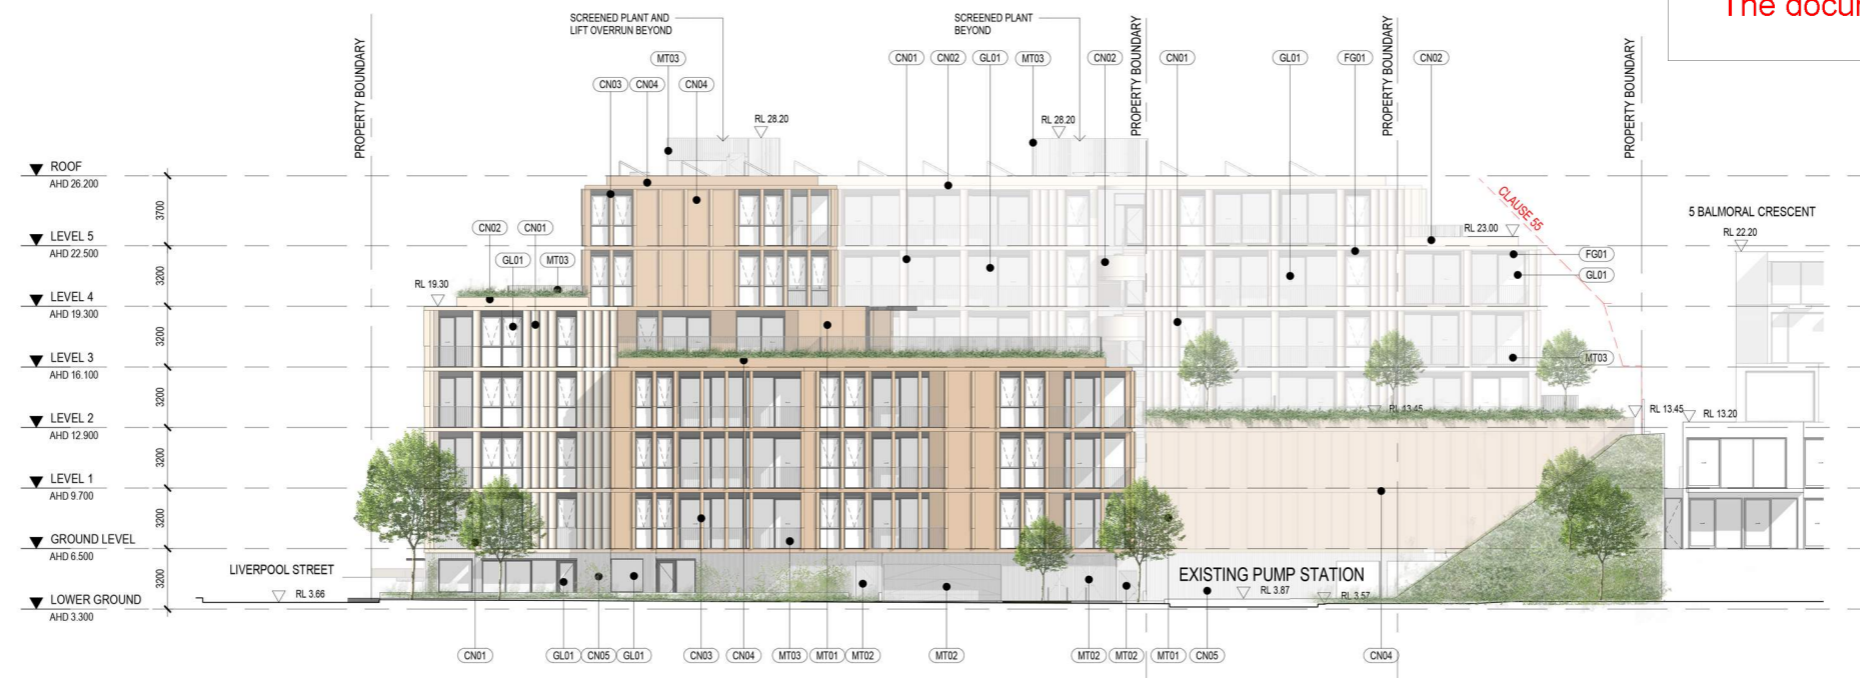 The docu
SCREENED PLANT AND
LIFT OVERRUN BEYOND
SCREENED PLANT
BEYOND
PROPERTY BOUNDARY
PROPERTY BOUNDARY
PROPERTY BOUNDARY
PROPERTY BOUNDARY
MT03
CN01
CN02
GL01
MT03
CN02
CN01
GL01
FG01
CN02
CN03
CN04
CN04
RL 28.20
RL 28.20
ROOF
AHD 26.200
3700
CLAUSE 55
5 BALMORAL CRESCENT
CN02
CN01
RL 23.00
RL 22.20
LEVEL 5
AHD 22.500
GL01
MT03
FG01
GL01
3200
RL 19.30
LEVEL 4
AHD 19.300
3200
LEVEL 3
AHD 16.100
MT03
3200
RL 13.45
RL 13.45
RL 13.20
LEVEL 2
AHD 12.900
3200
LEVEL 1
AHD 9.700
3200
GROUND LEVEL
AHD 6.500
3200
LIVERPOOL STREET
EXISTING PUMP STATION
RL 3.66
RL 3.87
RL 3.57
LOWER GROUND
AHD 3.300
CN01
GL01
CN05
GL01
CN03
CN04
MT03
MT01
MT02
MT02
MT02
MT02
MT01
CN05
CN04